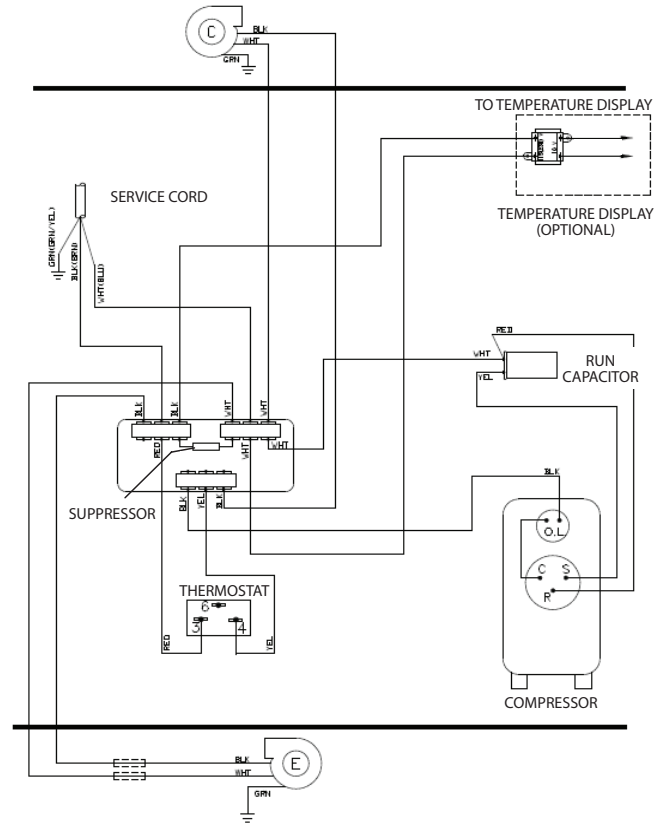 C
BLK
WHT
GRN
TO TEMPERATURE DISPLAY
TEMPERATURE DISPLAY
(OPTIONAL)
SERVICE CORD
GRN(GRN/YEL)
BLK(BRN)
WHT(BLU)
RED
WHT
YEL
RUN
CAPACITOR
BLK
BLK
WHT
WHT
RED
WHT
WHT
SUPPRESSOR
BLK
YEL
BLK
BLK
O.L.
C
S
R
THERMOSTAT
6
3
4
RED
YEL
COMPRESSOR
BLK
WHT
E
GRN